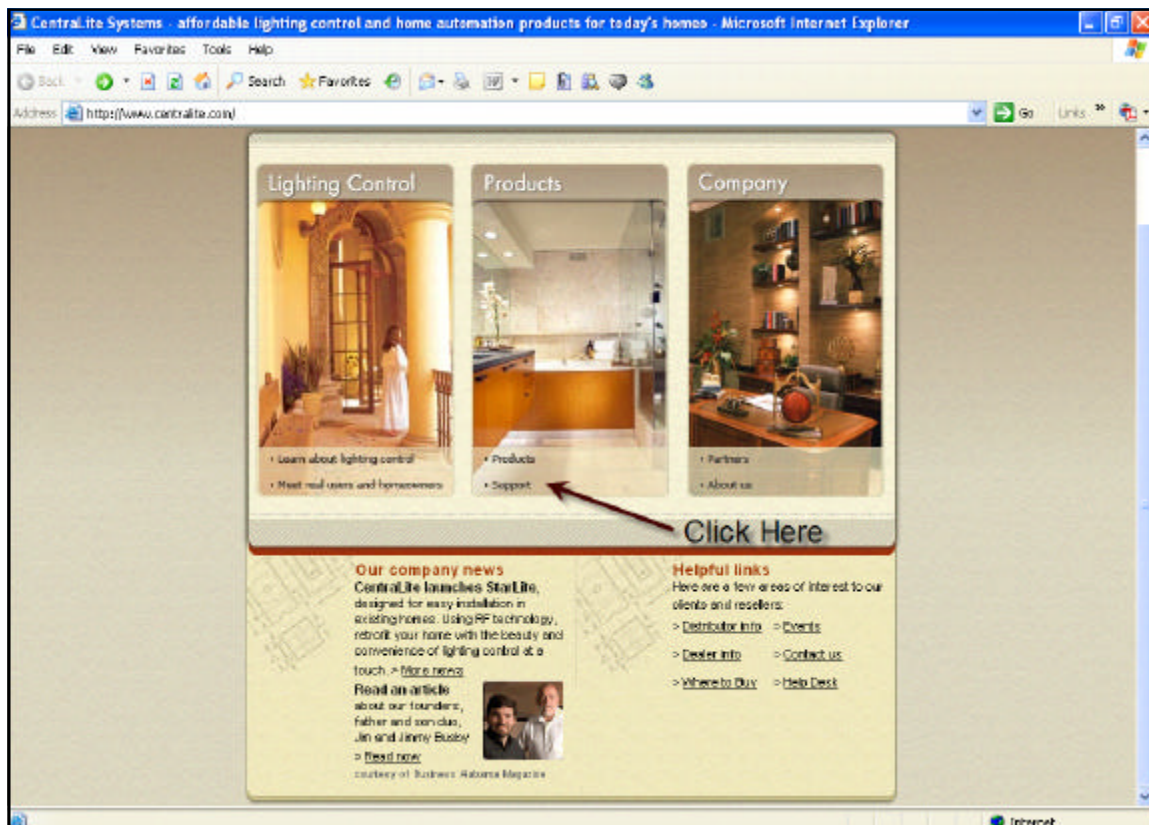 CentraLite Systems - affordable lighting control and home automation products for today's homes - Microsoft Internet Explorer
File Edit View Favorites Tools Help
Back Search Favorites
Address http://www.centralite.com/ Go Links »
Lighting Control
Products
Company
Learn about lighting control
Meet real users and homeowners
Products
Support
Partners
About us
Click Here
Our company news
CentraLite launches StarLite,
designed for easy installation in
existing homes. Using RF technology,
retrofit your home with the beauty and
convenience of lighting control at a
touch. > More news
Read an article
about our founders,
father and son duo,
Jim and Jimmy Busby
> Read now
courtesy of Business Alabama Magazine
Helpful links
Here are a few areas of interest to our
clients and resellers:
> Distributor info > Events
> Dealer info > Contact us
> Where to Buy > Help Desk
Internet